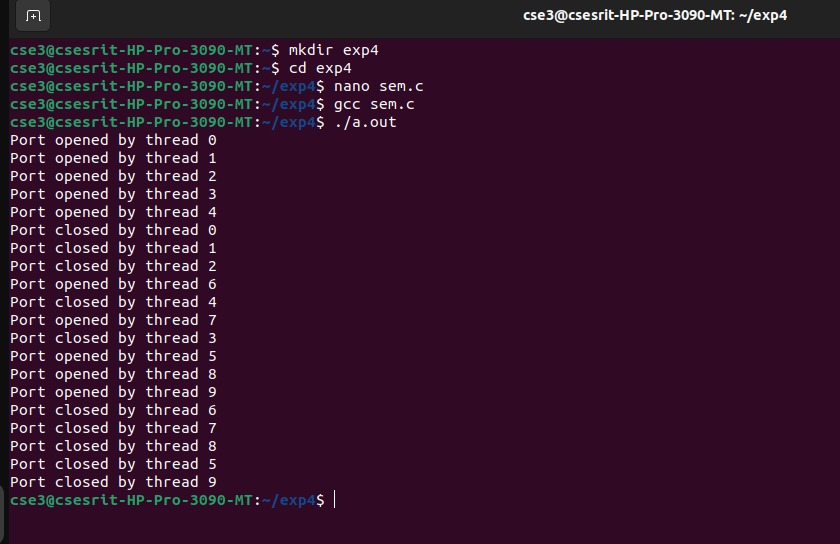 cse3@csesrit-HP-Pro-3090-MT: ~/exp4
cse3@csesrit-HP-Pro-3090-MT:~$ mkdir exp4
cse3@csesrit-HP-Pro-3090-MT:~$ cd exp4
cse3@csesrit-HP-Pro-3090-MT:~/exp4$ nano sem.c
cse3@csesrit-HP-Pro-3090-MT:~/exp4$ gcc sem.c
cse3@csesrit-HP-Pro-3090-MT:~/exp4$ ./a.out
Port opened by thread 0
Port opened by thread 1
Port opened by thread 2
Port opened by thread 3
Port opened by thread 4
Port closed by thread 0
Port closed by thread 1
Port closed by thread 2
Port opened by thread 6
Port closed by thread 4
Port opened by thread 7
Port closed by thread 3
Port opened by thread 5
Port opened by thread 8
Port opened by thread 9
Port closed by thread 6
Port closed by thread 7
Port closed by thread 8
Port closed by thread 5
Port closed by thread 9
cse3@csesrit-HP-Pro-3090-MT:~/exp4$